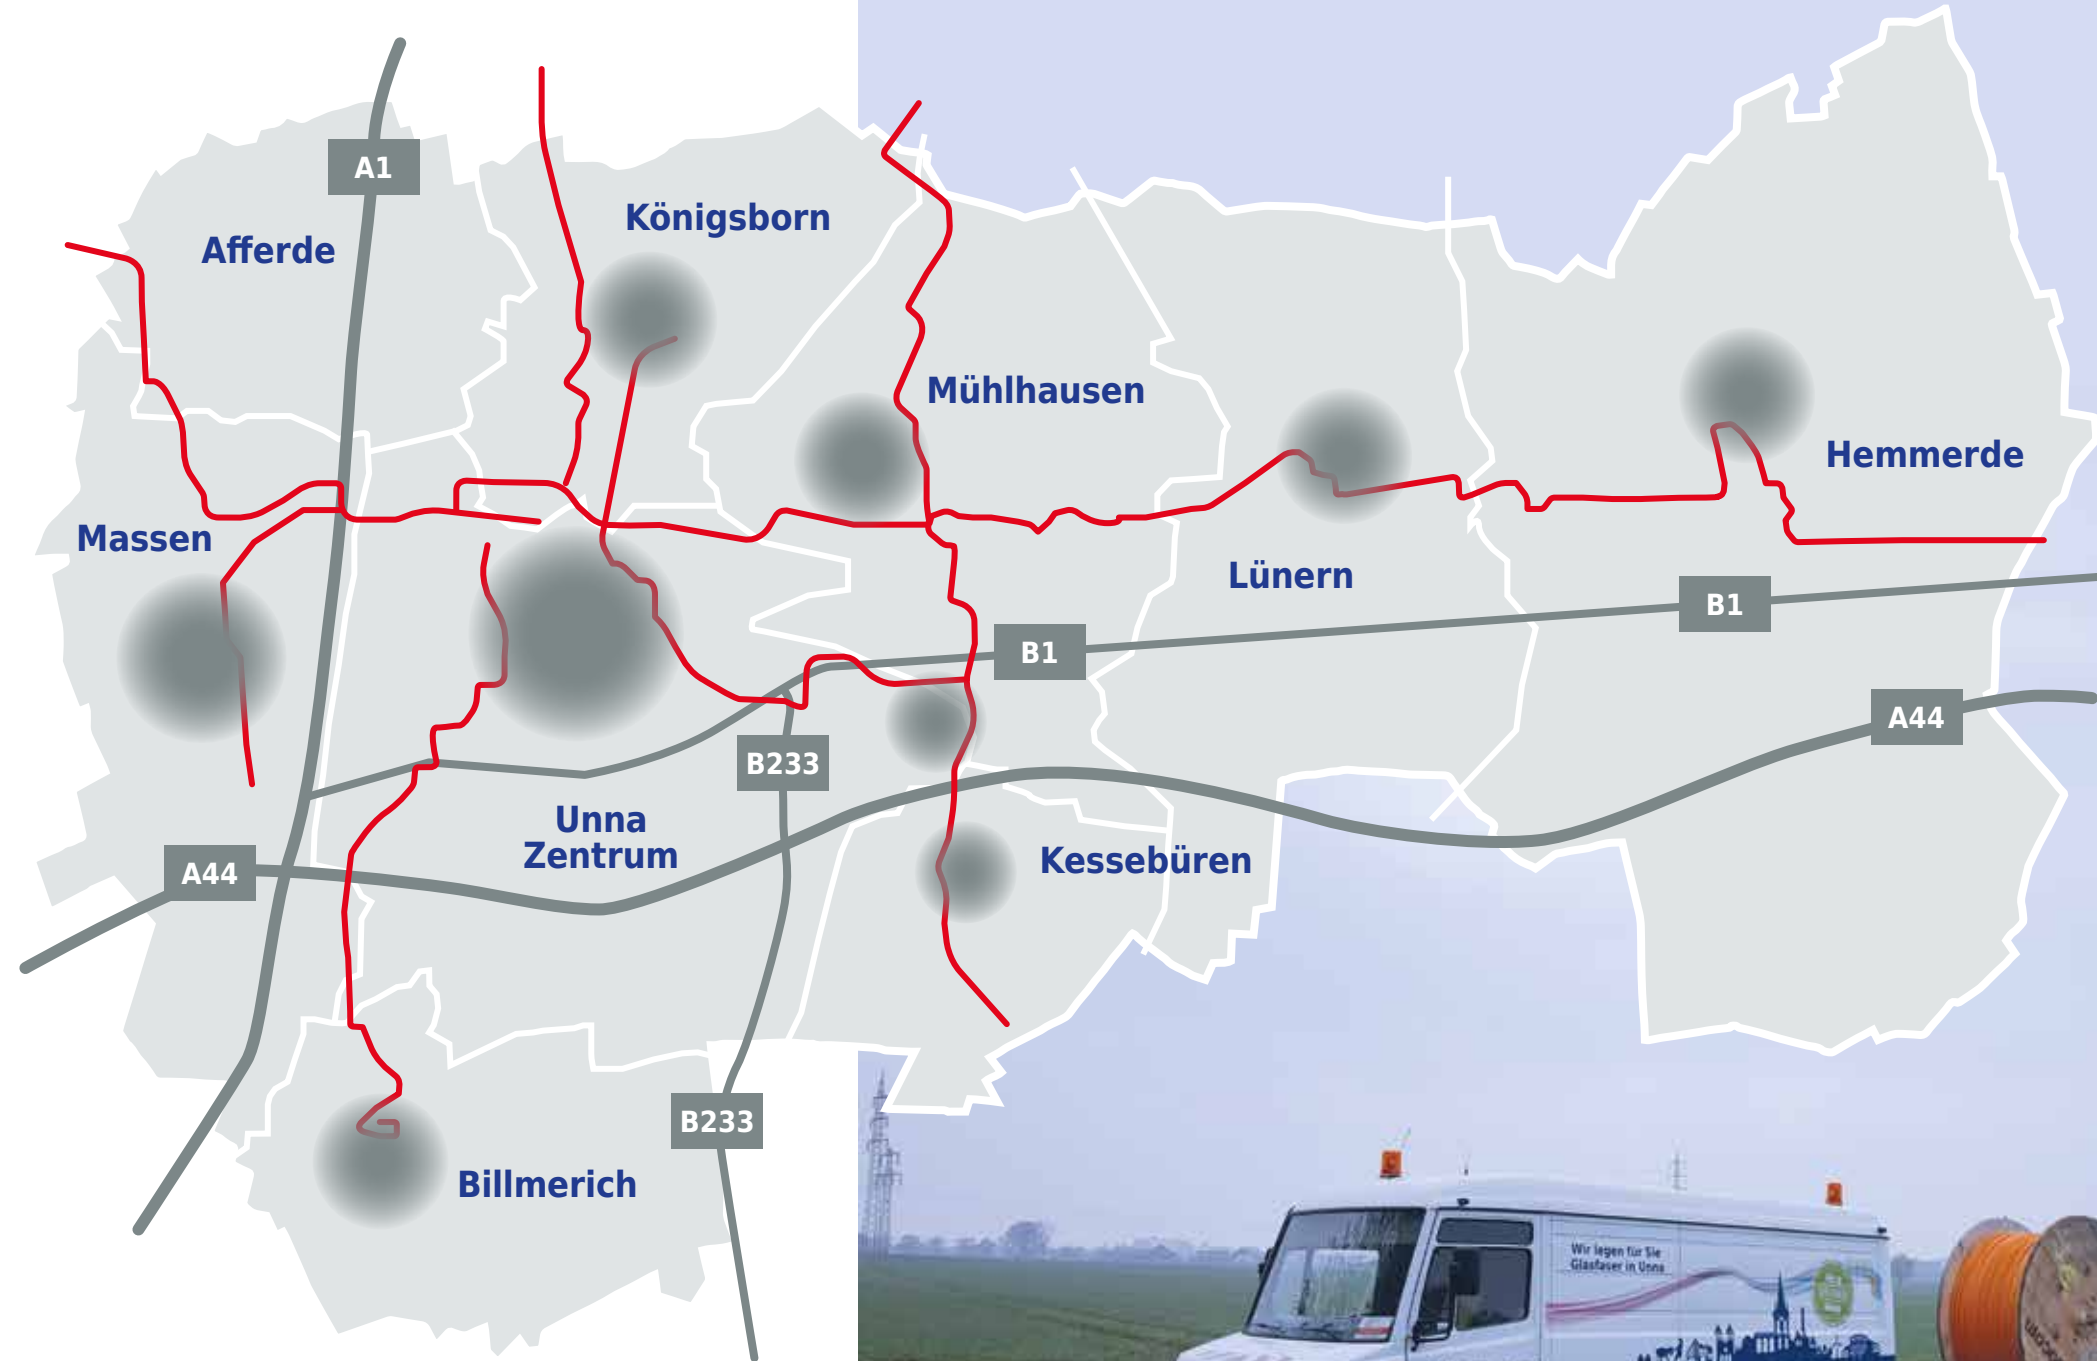 A1
Königsborn
Afferde
Mühlhausen
Hemmerde
Massen
Lünern
B1
B1
A44
B233
Unna
Zentrum
Kessebüren
A44
B233
Billmerich
Wir legen für Sie
Glasfaser in Unna